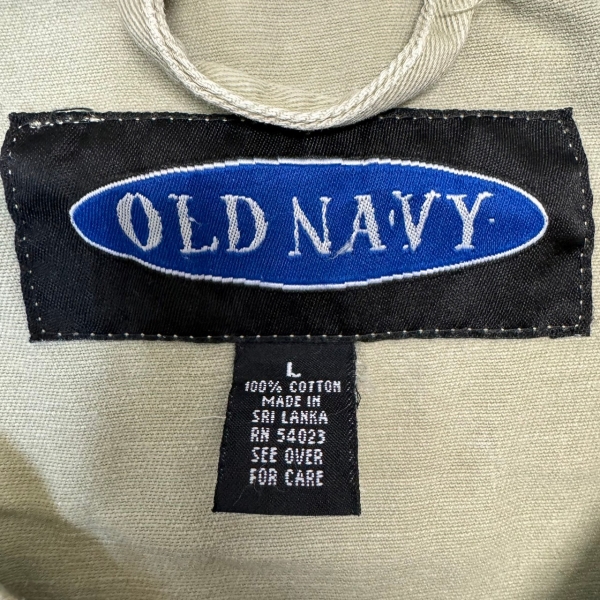 OLD NAVY
L
100% COTTON
MADE IN
SRI LANKA
RN 54023
SEE OVER
FOR CARE